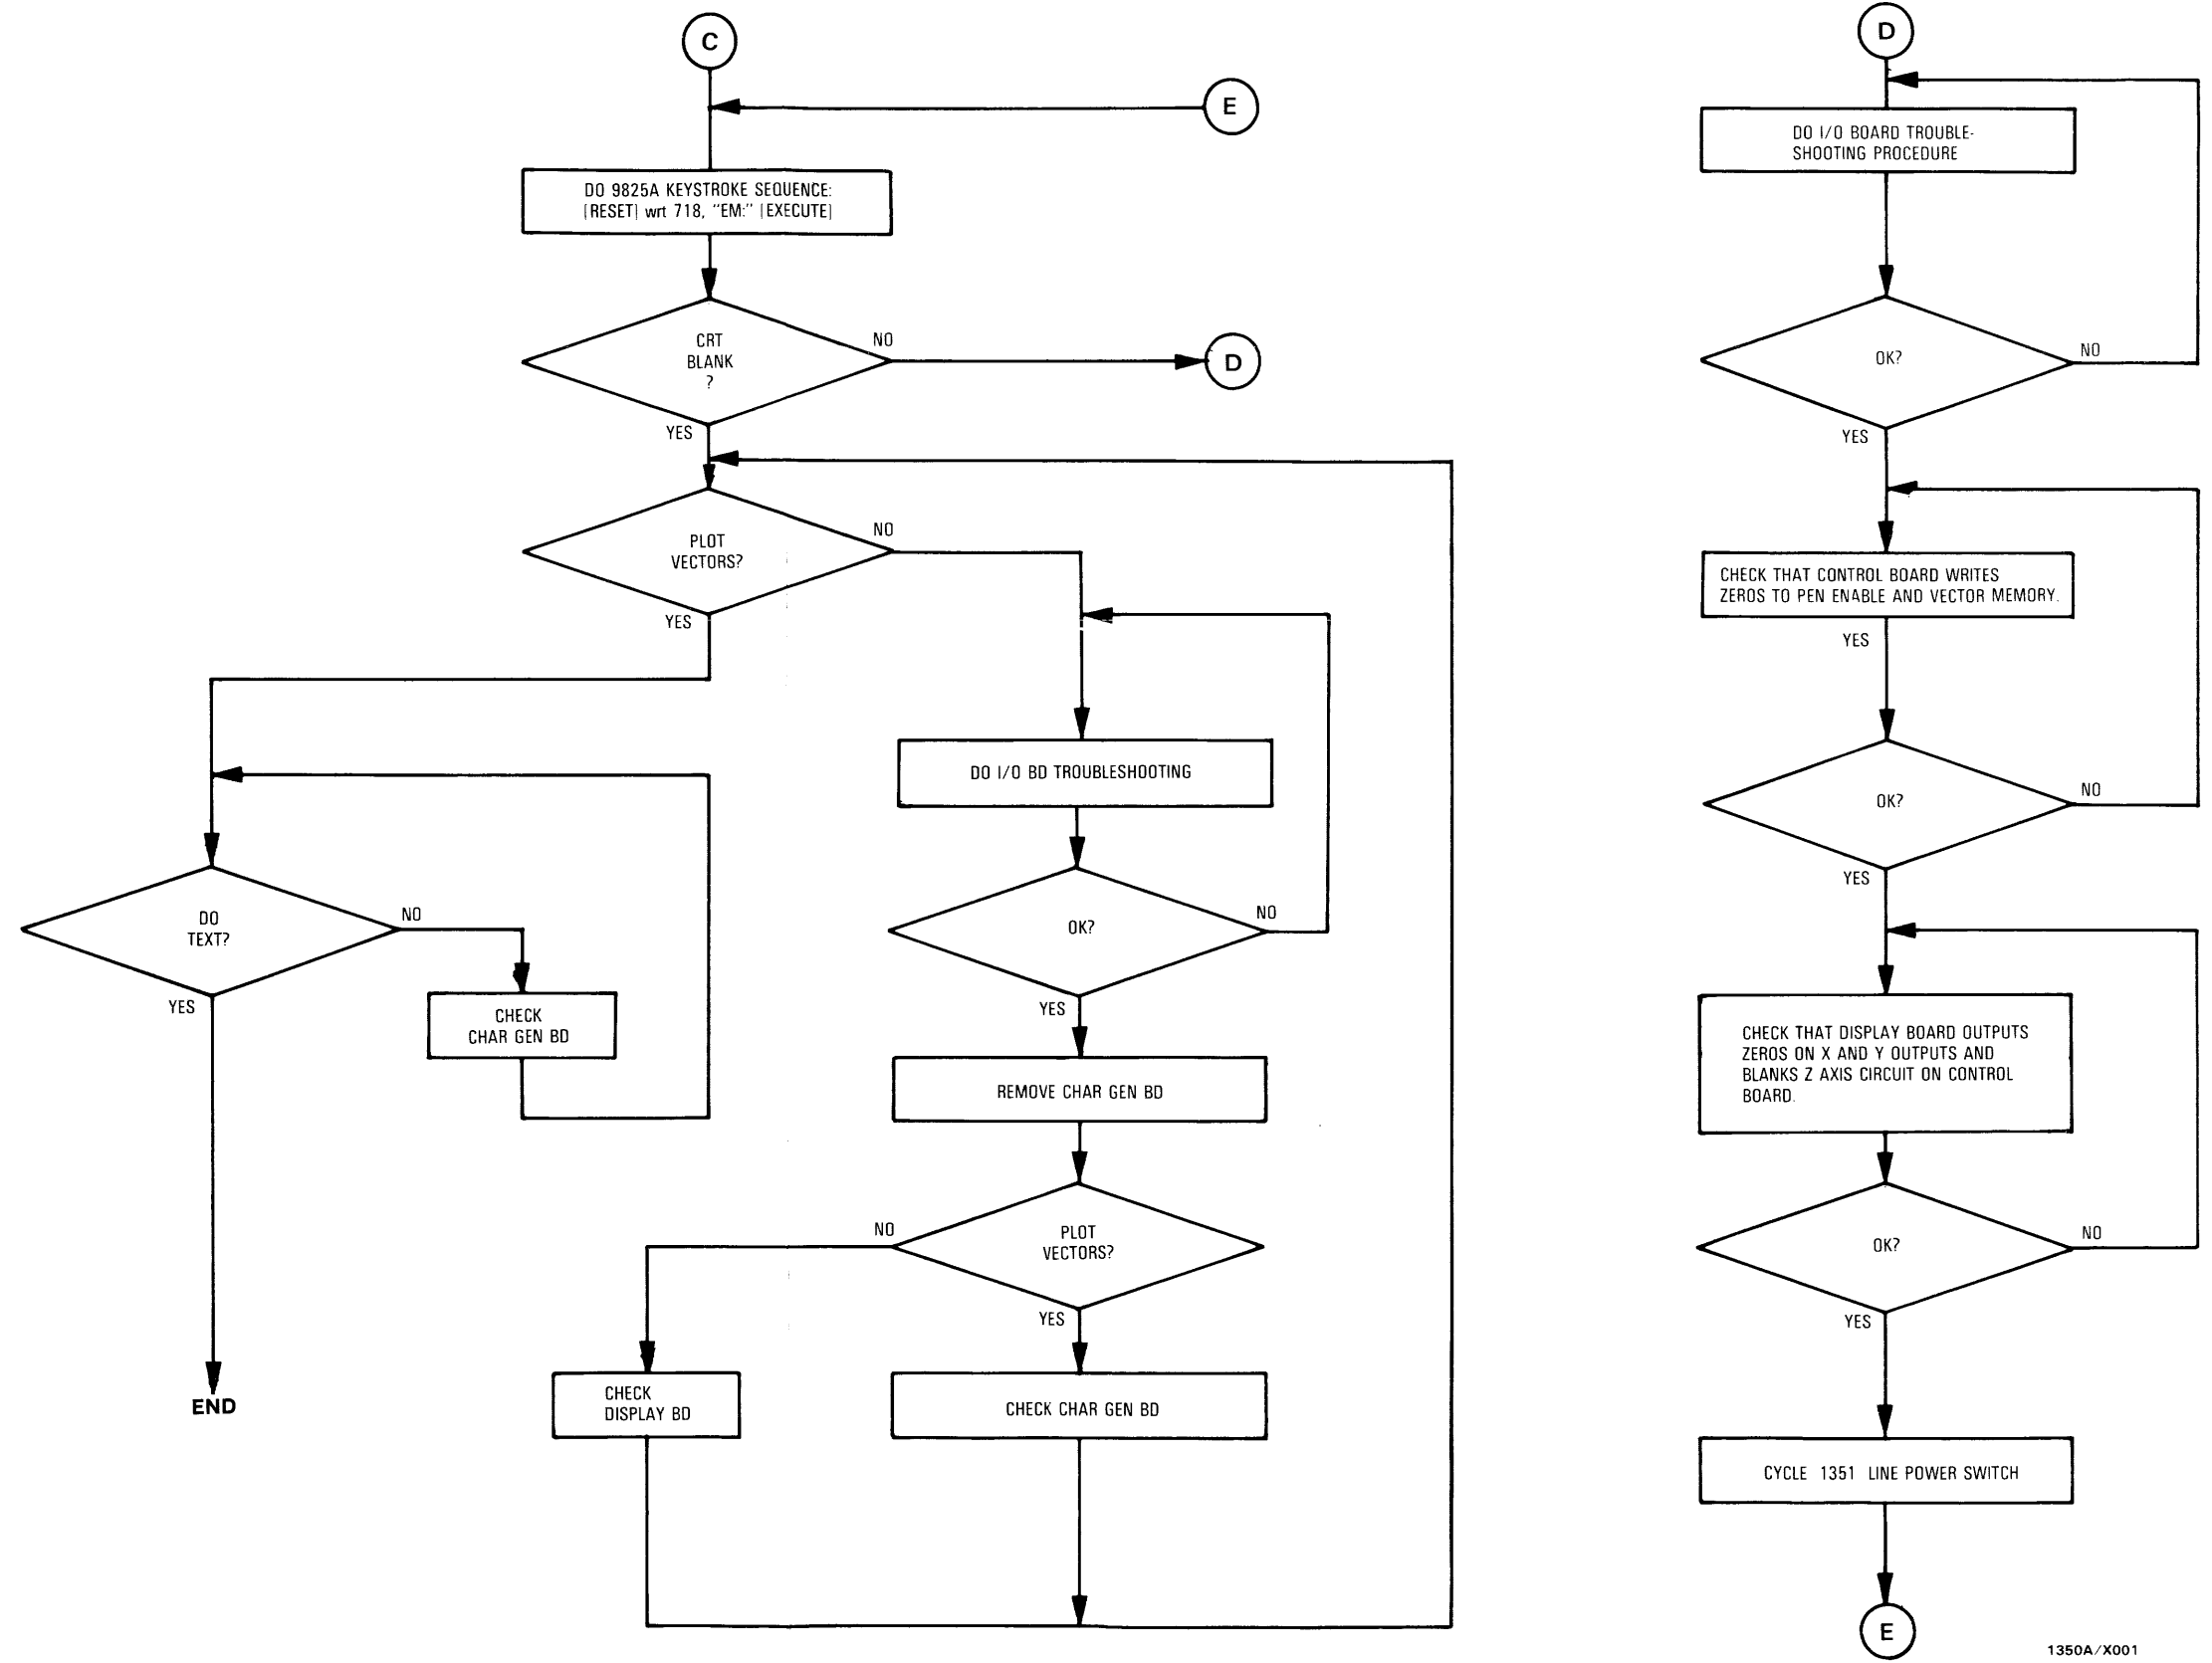 C
E
DO 9825A KEYSTROKE SEQUENCE:
[RESET] wrt 718, "EM:" [EXECUTE]
CRT
BLANK
?
NO
D
YES
PLOT
VECTORS?
NO
YES
DO I/O BD TROUBLESHOOTING
OK?
NO
YES
DO
TEXT?
NO
YES
CHECK
CHAR GEN BD
REMOVE CHAR GEN BD
PLOT
VECTORS?
NO
YES
CHECK
DISPLAY BD
CHECK CHAR GEN BD
END
D
DO I/O BOARD TROUBLE-
SHOOTING PROCEDURE
OK?
NO
YES
CHECK THAT CONTROL BOARD WRITES
ZEROS TO PEN ENABLE AND VECTOR MEMORY.
YES
OK?
NO
YES
CHECK THAT DISPLAY BOARD OUTPUTS
ZEROS ON X AND Y OUTPUTS AND
BLANKS Z AXIS CIRCUIT ON CONTROL
BOARD.
OK?
NO
YES
CYCLE 1351 LINE POWER SWITCH
E
1350A/X001